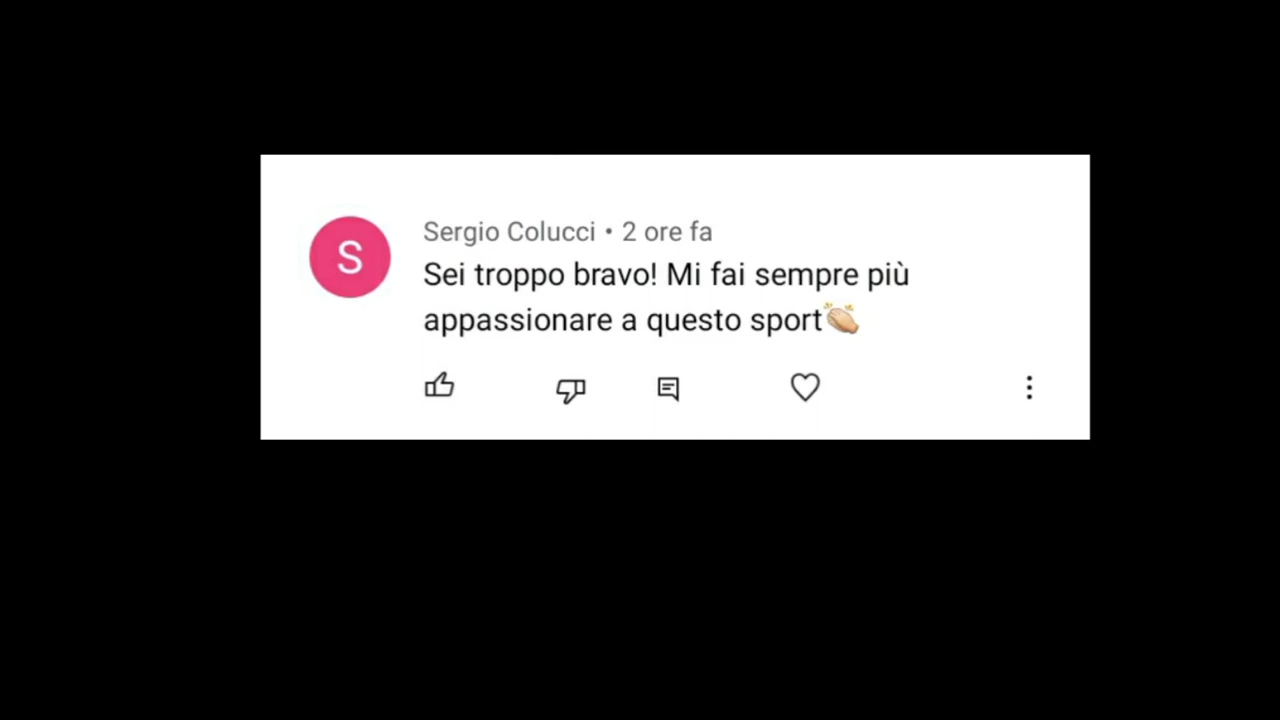 S
Sergio Colucci • 2 ore fa
Sei troppo bravo! Mi fai sempre più
appassionare a questo sport👏🏼